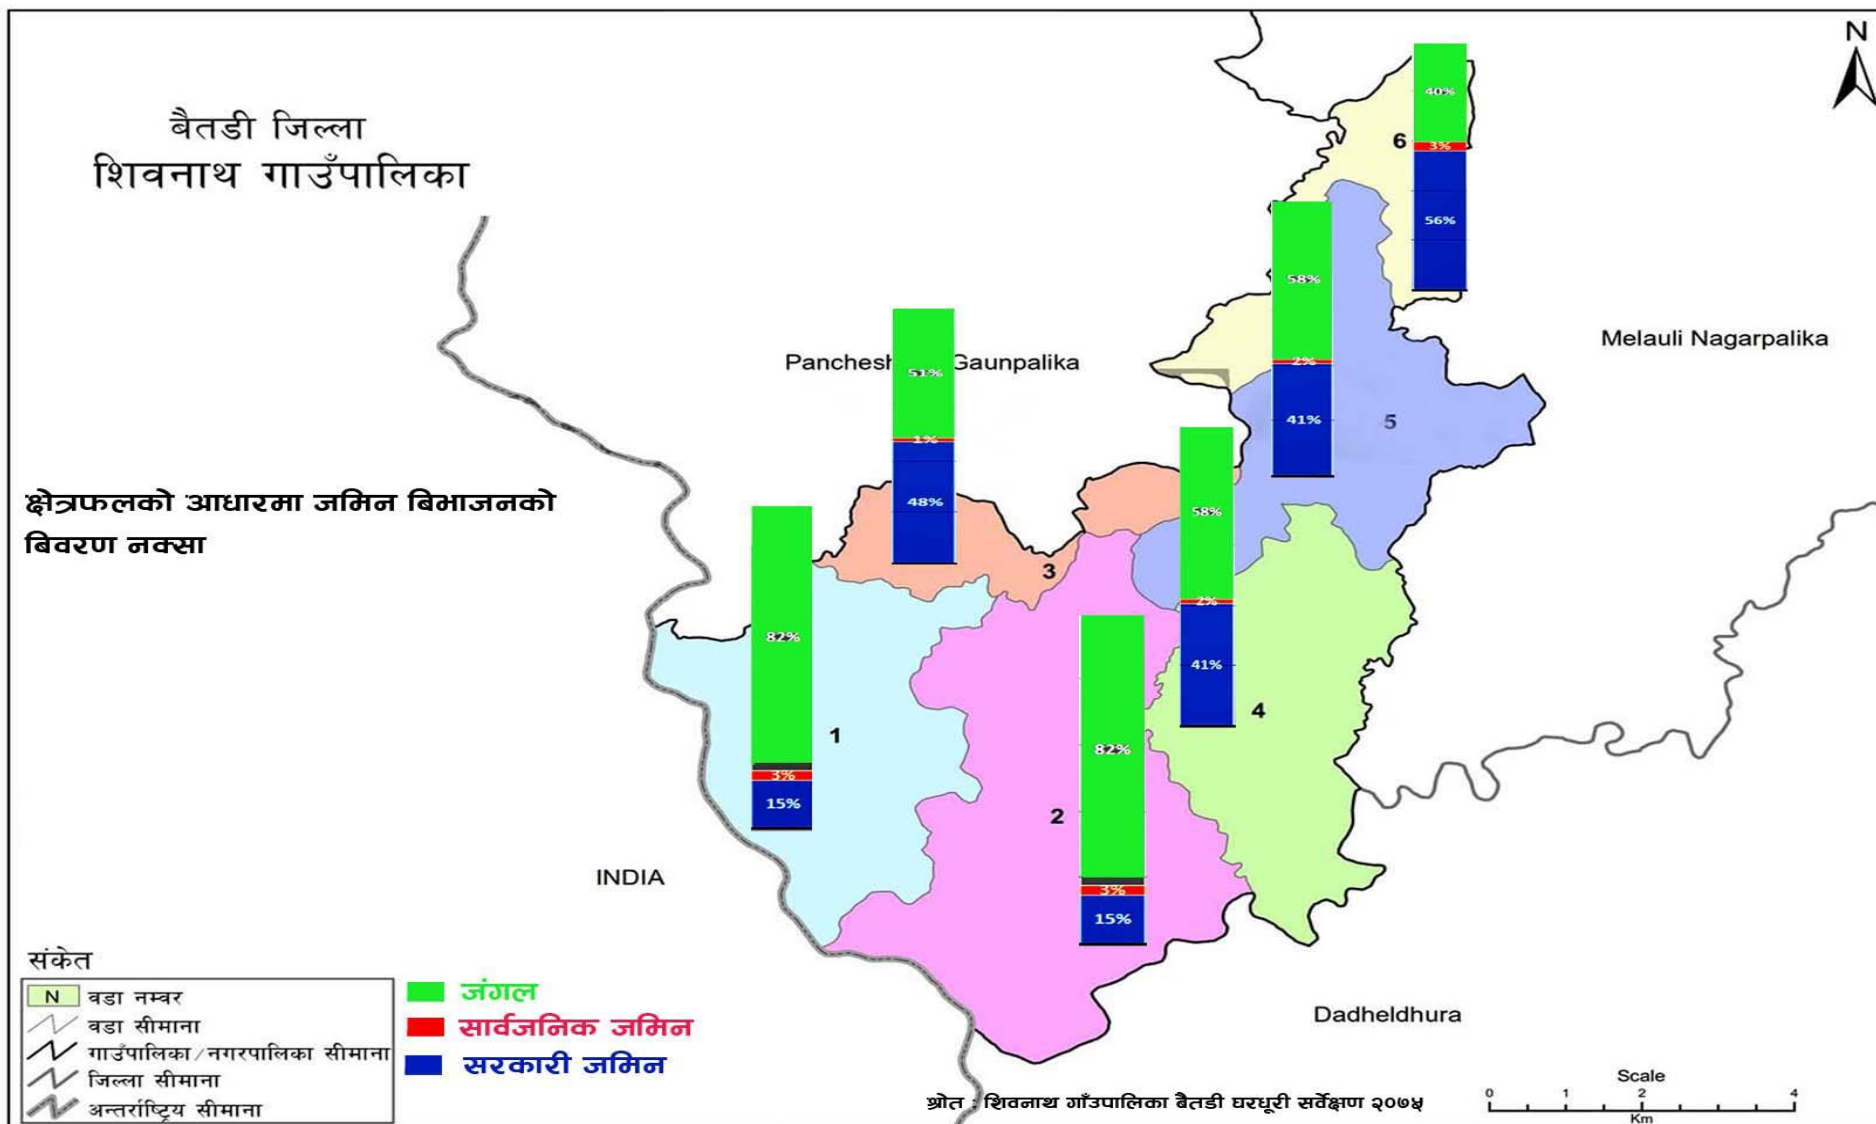 बैतडी जिल्ला
शिवनाथ गाउँपालिका
N
क्षेत्रफलको आधारमा जमिन बिभाजनको
बिवरण नक्सा
40%
6
3%
56%
58%
2%
41%
5
Melauli Nagarpalika
Panchesh Gaunpalika
51%
1%
48%
3
58%
2%
41%
4
82%
3%
15%
1
82%
3%
15%
2
INDIA
Dadheldhura
संकेत
N वडा नम्बर
वडा सीमाना
गाउँपालिका/नगरपालिका सीमाना
जिल्ला सीमाना
अन्तर्राष्ट्रिय सीमाना
जंगल
सार्वजनिक जमिन
सरकारी जमिन
श्रोत : शिवनाथ गाँउपालिका बैतडी घरधूरी सर्वेक्षण २०७५
Scale
0 1 2 4
Km